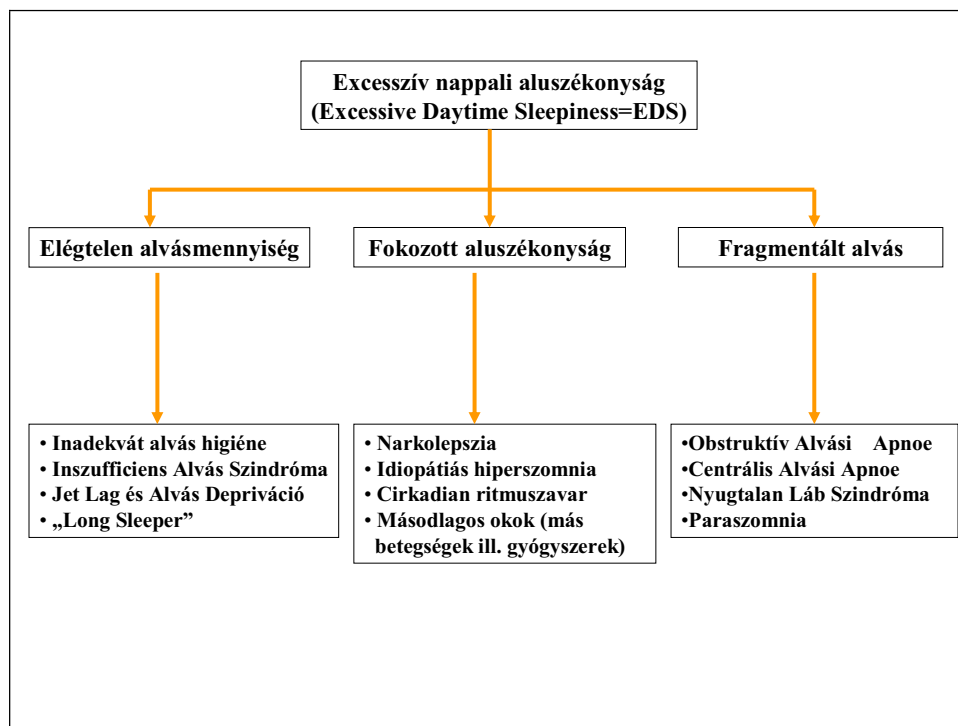 Excesszív nappali aluszékonyság
(Excessive Daytime Sleepiness=EDS)
Elégtelen alvásmennyiség
Fokozott aluszékonyság
Fragmentált alvás
• Inadekvát alvás higiéne
• Inszufficiens Alvás Szindróma
• Jet Lag és Alvás Depriváció
• „Long Sleeper”
• Narkolepszia
• Idiopátiás hiperszomnia
• Cirkadian ritmuszavar
• Másodlagos okok (más
betegségek ill. gyógyszerek)
•Obstruktív Alvási Apnoe
•Centrális Alvási Apnoe
•Nyugtalan Láb Szindróma
•Paraszomnia